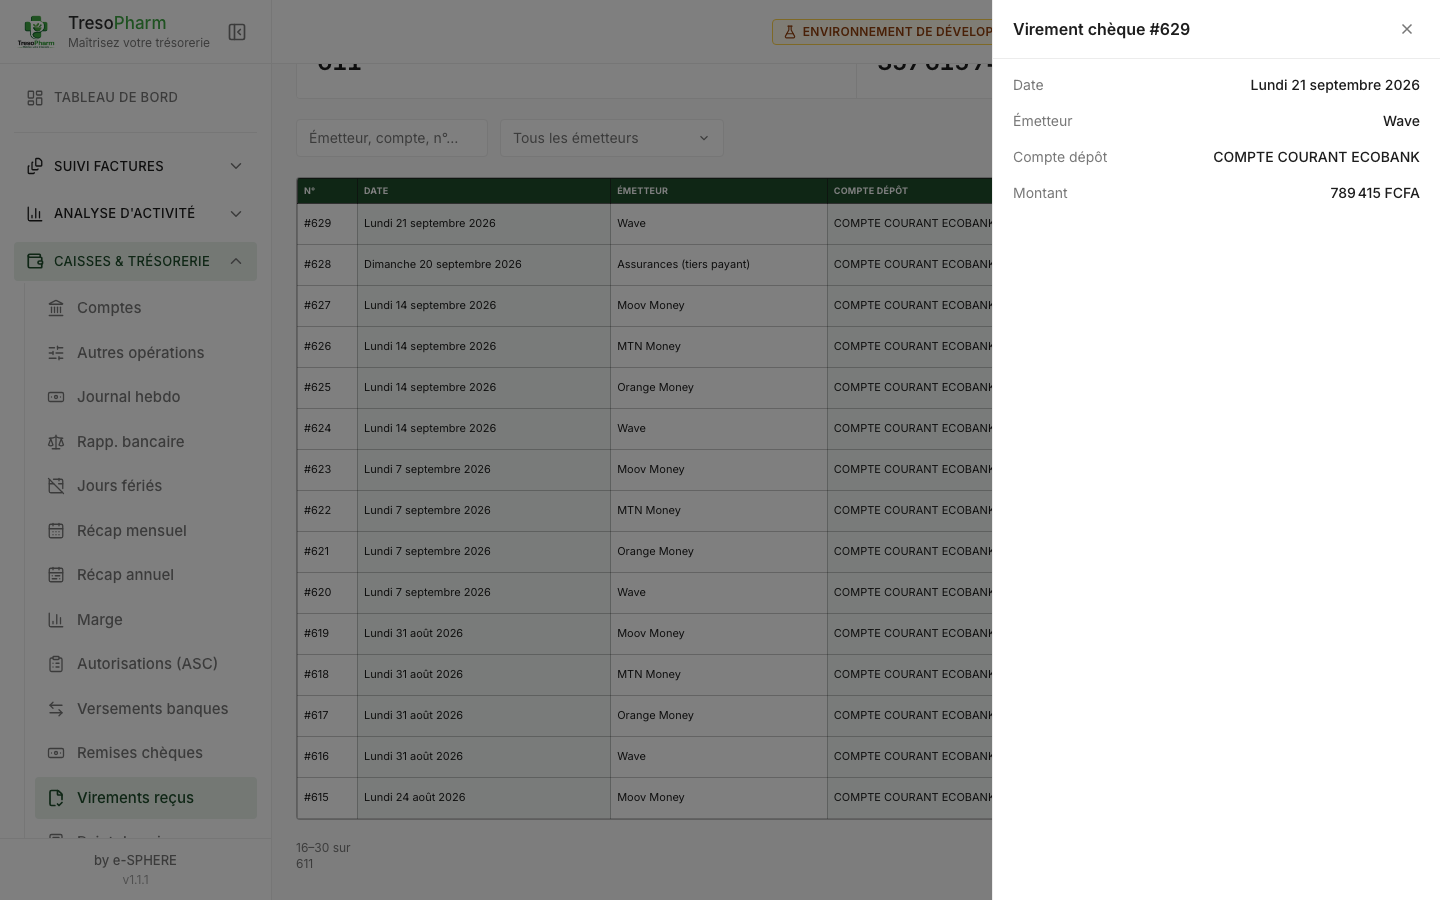 TresoPharm
Maîtrisez votre trésorerie
TresoPharm
ENVIRONNEMENT DE DÉVELOP
TABLEAU DE BORD
SUIVI FACTURES
ANALYSE D'ACTIVITÉ
CAISSES & TRÉSORERIE
Comptes
Autres opérations
Journal hebdo
Rapp. bancaire
Jours fériés
Récap mensuel
Récap annuel
Marge
Autorisations (ASC)
Versements banques
Remises chèques
Virements reçus
by e-SPHERE
v1.1.1
611
Émetteur, compte, n°...
Tous les émetteurs
N° DATE ÉMETTEUR COMPTE DÉPÔT
#629 Lundi 21 septembre 2026 Wave COMPTE COURANT ECOBANK
#628 Dimanche 20 septembre 2026 Assurances (tiers payant) COMPTE COURANT ECOBANK
#627 Lundi 14 septembre 2026 Moov Money COMPTE COURANT ECOBANK
#626 Lundi 14 septembre 2026 MTN Money COMPTE COURANT ECOBANK
#625 Lundi 14 septembre 2026 Orange Money COMPTE COURANT ECOBANK
#624 Lundi 14 septembre 2026 Wave COMPTE COURANT ECOBANK
#623 Lundi 7 septembre 2026 Moov Money COMPTE COURANT ECOBANK
#622 Lundi 7 septembre 2026 MTN Money COMPTE COURANT ECOBANK
#621 Lundi 7 septembre 2026 Orange Money COMPTE COURANT ECOBANK
#620 Lundi 7 septembre 2026 Wave COMPTE COURANT ECOBANK
#619 Lundi 31 août 2026 Moov Money COMPTE COURANT ECOBANK
#618 Lundi 31 août 2026 MTN Money COMPTE COURANT ECOBANK
#617 Lundi 31 août 2026 Orange Money COMPTE COURANT ECOBANK
#616 Lundi 31 août 2026 Wave COMPTE COURANT ECOBANK
#615 Lundi 24 août 2026 Moov Money COMPTE COURANT ECOBANK
16–30 sur
611
Virement chèque #629
Date Lundi 21 septembre 2026
Émetteur Wave
Compte dépôt COMPTE COURANT ECOBANK
Montant 789 415 FCFA